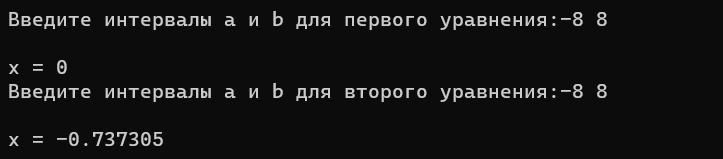 Введите интервалы a и b для первого уравнения:-8 8
x = 0
Введите интервалы a и b для второго уравнения:-8 8
x = -0.737305